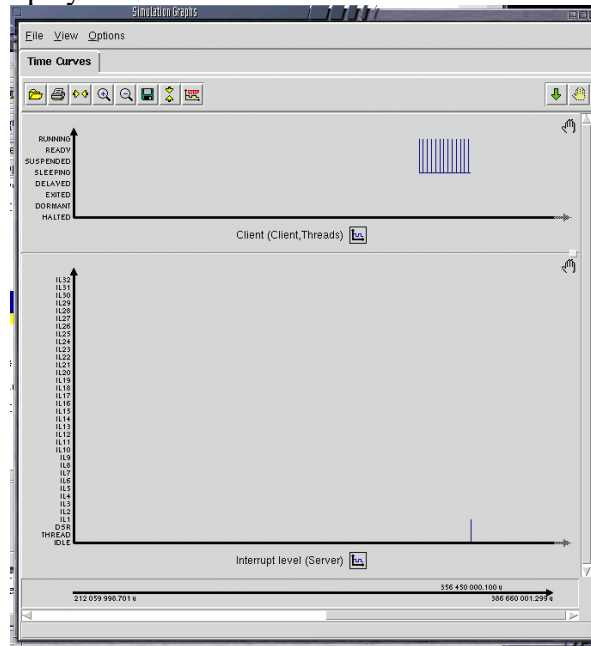 Simulation Graphs
File View Options
Time Curves
RUNNING
READY
SUSPENDED
SLEEPING
DELAYED
EXITED
DORMANT
HALTED
Client (Client,Threads)
IL32
IL31
IL30
IL29
IL28
IL27
IL26
IL25
IL24
IL23
IL22
IL21
IL20
IL19
IL18
IL17
IL16
IL15
IL14
IL13
IL12
IL11
IL10
IL9
IL8
IL7
IL6
IL5
IL4
IL3
IL2
IL1
DSR
THREAD
IDLE
Interrupt level (Server)
356 450 000.100 u
212 059 998.701 u
386 660 001.299 u